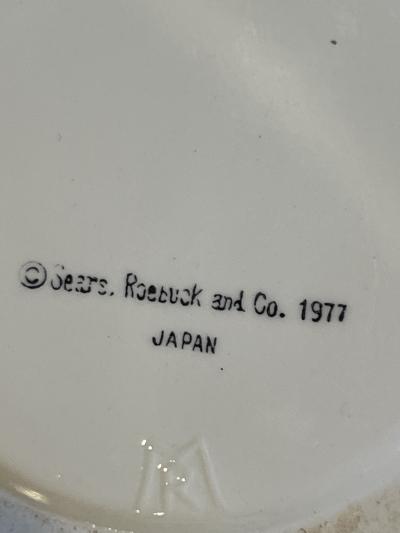 © Sears, Roebuck and Co. 1977
JAPAN